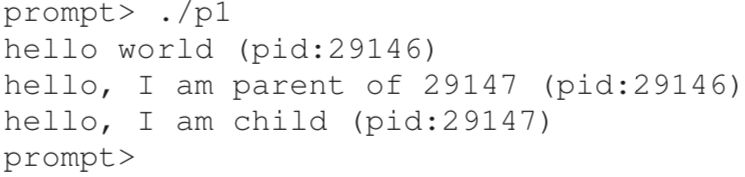 prompt> ./p1
hello world (pid:29146)
hello, I am parent of 29147 (pid:29146)
hello, I am child (pid:29147)
prompt>